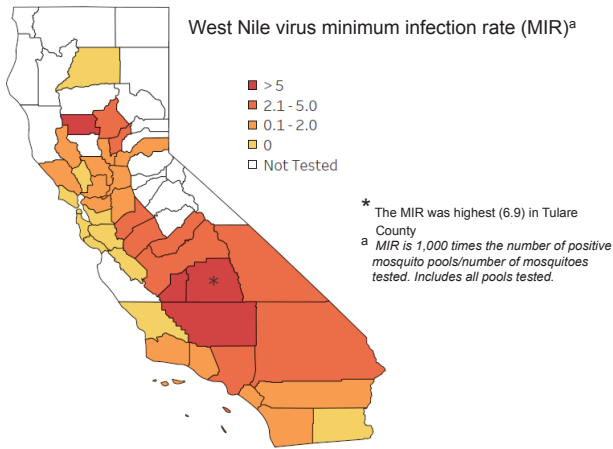 West Nile virus minimum infection rate (MIR)a
> 5
2.1 - 5.0
0.1 - 2.0
0
Not Tested
* The MIR was highest (6.9) in Tulare
County
a MIR is 1,000 times the number of positive
mosquito pools/number of mosquitoes
tested. Includes all pools tested.
*